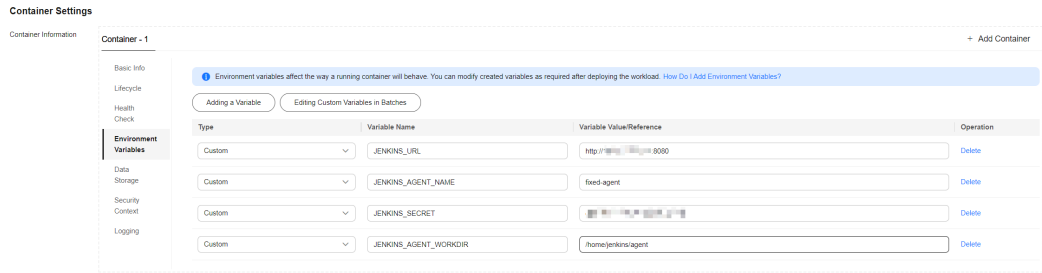 Container Settings
Container Information
Container - 1
+ Add Container
Basic Info
Lifecycle
Health
Check
Environment
Variables
Data
Storage
Security
Context
Logging
Environment variables affect the way a running container will behave. You can modify created variables as required after deploying the workload. How Do I Add Environment Variables?
Adding a Variable Editing Custom Variables in Batches
Type Variable Name Variable Value/Reference Operation
Custom JENKINS_URL http:// :8080 Delete
Custom JENKINS_AGENT_NAME fixed-agent Delete
Custom JENKINS_SECRET Delete
Custom JENKINS_AGENT_WORKDIR /home/jenkins/agent Delete